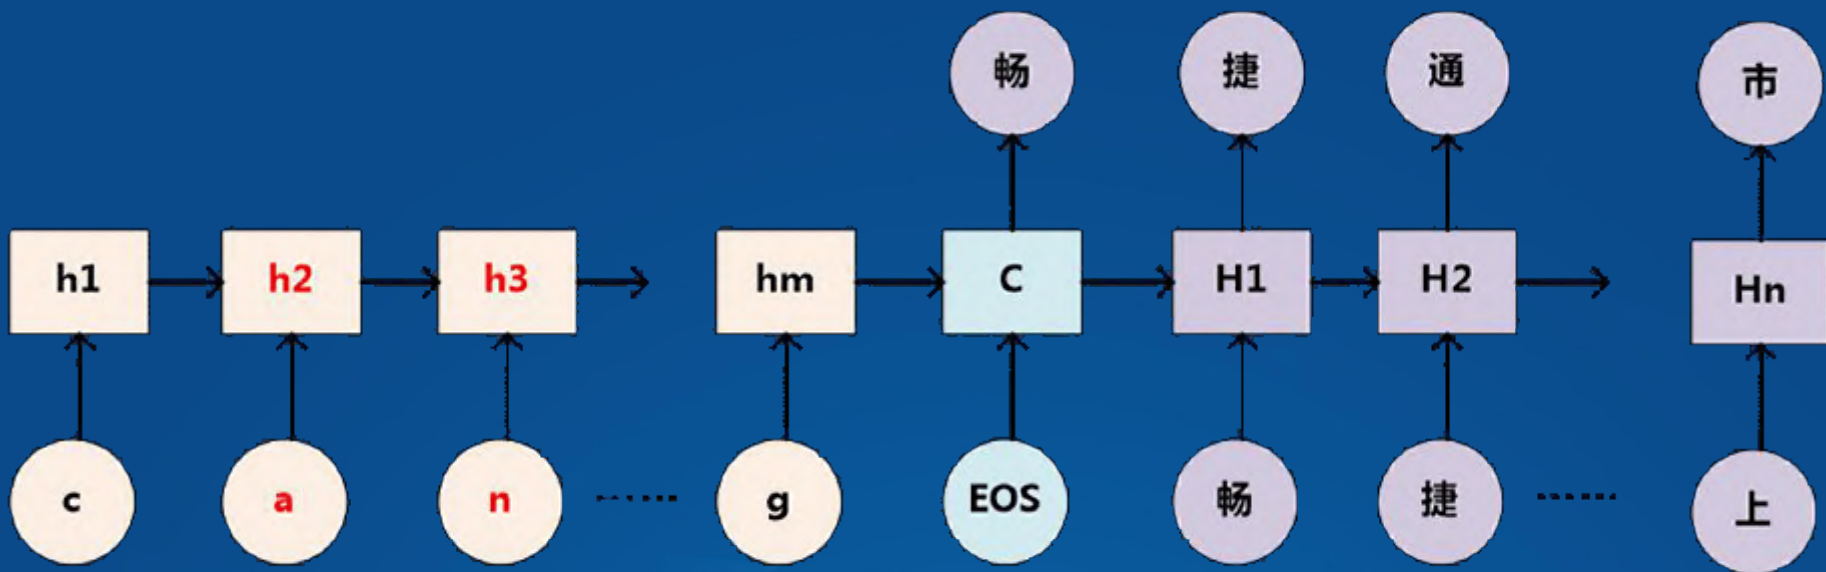 畅 捷 通 市
h1 h2 h3 hm C H1 H2 Hn
c a n ...... g EOS 畅 捷 ...... 上